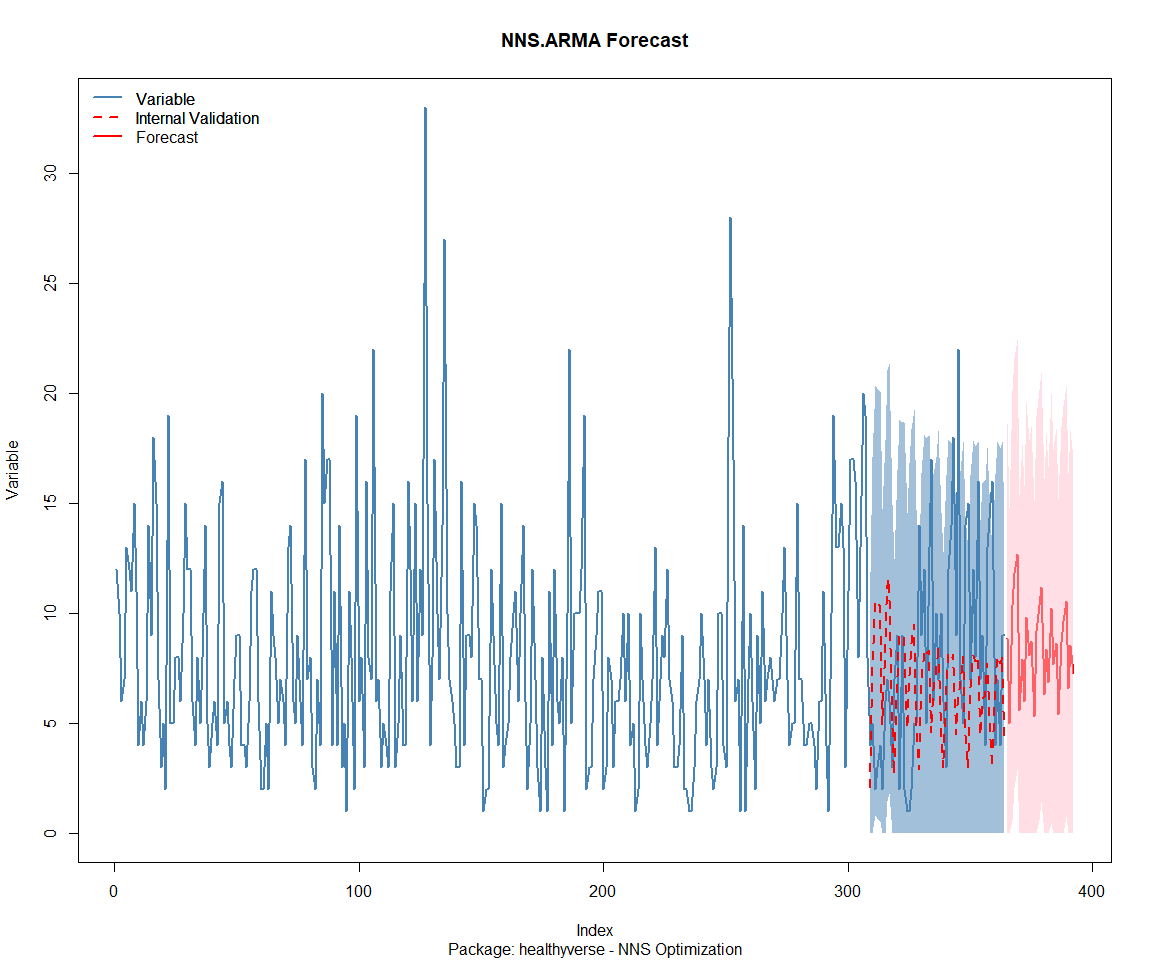 NNS.ARMA Forecast
Variable
Internal Validation
Forecast
30
25
20
15
10
5
0
Variable
0 100 200 300 400
Index
Package: healthyverse - NNS Optimization